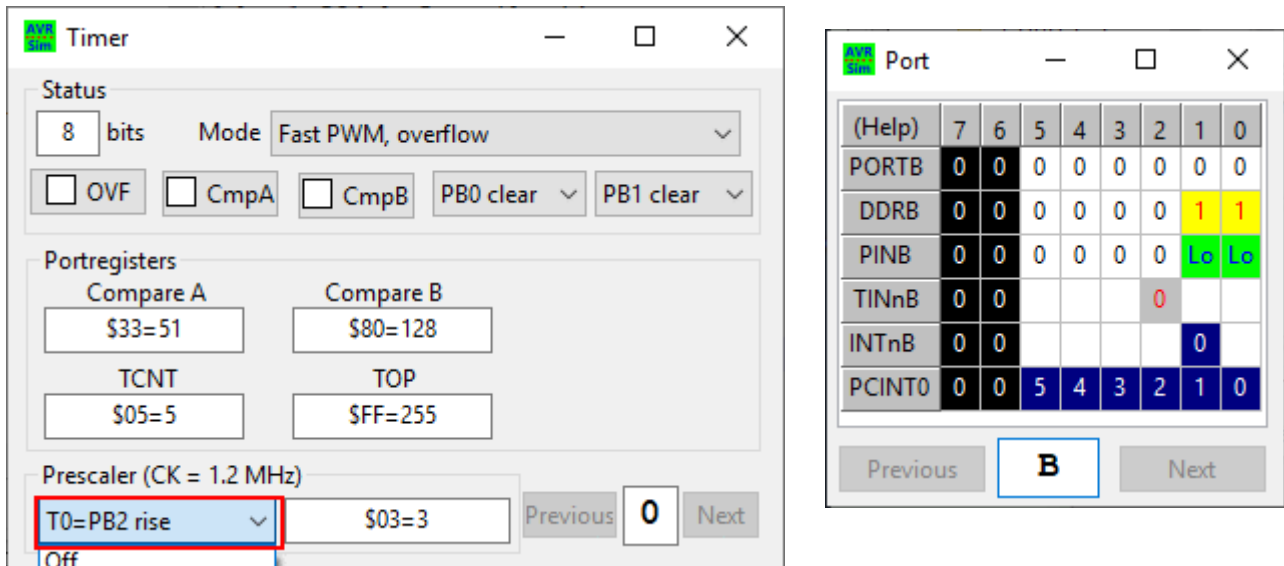 AVR Sim Timer
Status
8 bits Mode Fast PWM, overflow
OVF CmpA CmpB PB0 clear PB1 clear
Portregisters
Compare A Compare B
$33=51 $80=128
TCNT TOP
$05=5 $FF=255
Prescaler (CK = 1.2 MHz)
T0=PB2 rise $03=3 Previous 0 Next
Off
AVR Sim Port
(Help) 7 6 5 4 3 2 1 0
PORTB 0 0 0 0 0 0 0 0
DDRB 0 0 0 0 0 0 1 1
PINB 0 0 0 0 0 0 Lo Lo
TINnB 0 0 0
INTnB 0 0 0
PCINT0 0 0 5 4 3 2 1 0
Previous B Next